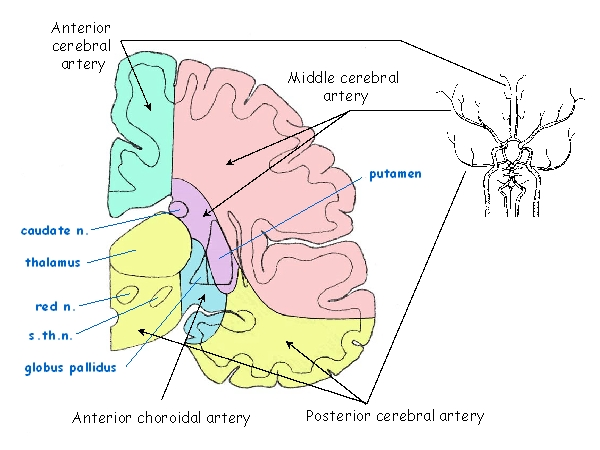 Anterior
cerebral
artery
Middle cerebral
artery
putamen
caudate n.
thalamus
red n.
s.th.n.
globus pallidus
Anterior choroidal artery
Posterior cerebral artery